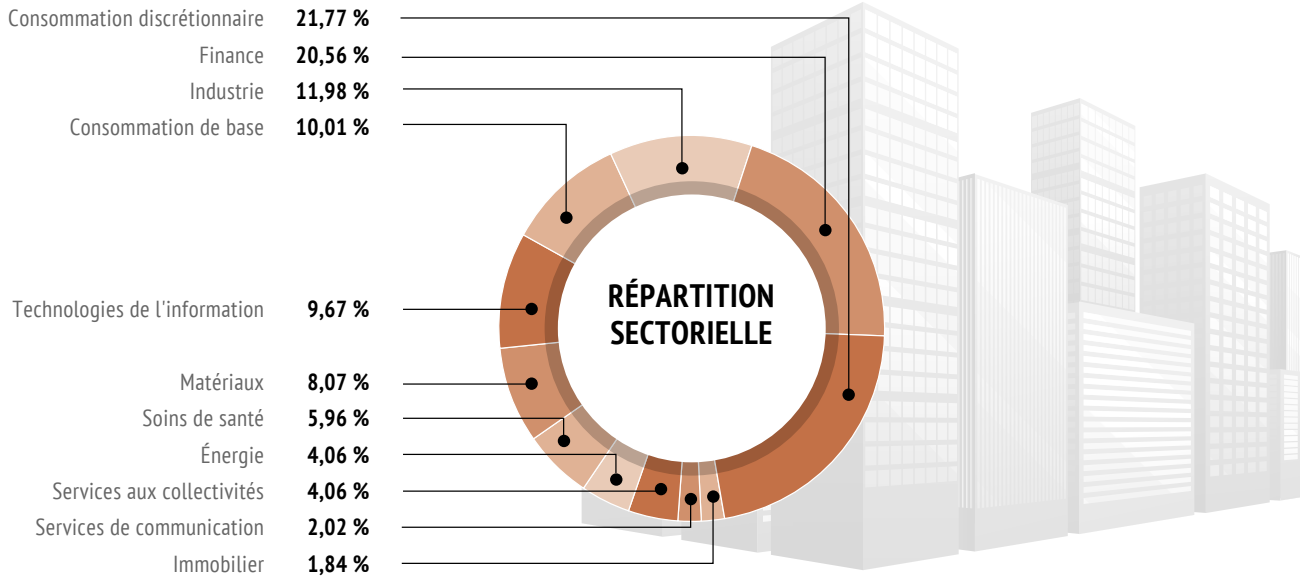 Consommation discrétionnaire 21,77 %
Finance 20,56 %
Industrie 11,98 %
Consommation de base 10,01 %
RÉPARTITION
SECTORIELLE
Technologies de l'information 9,67 %
Matériaux 8,07 %
Soins de santé 5,96 %
Énergie 4,06 %
Services aux collectivités 4,06 %
Services de communication 2,02 %
Immobilier 1,84 %